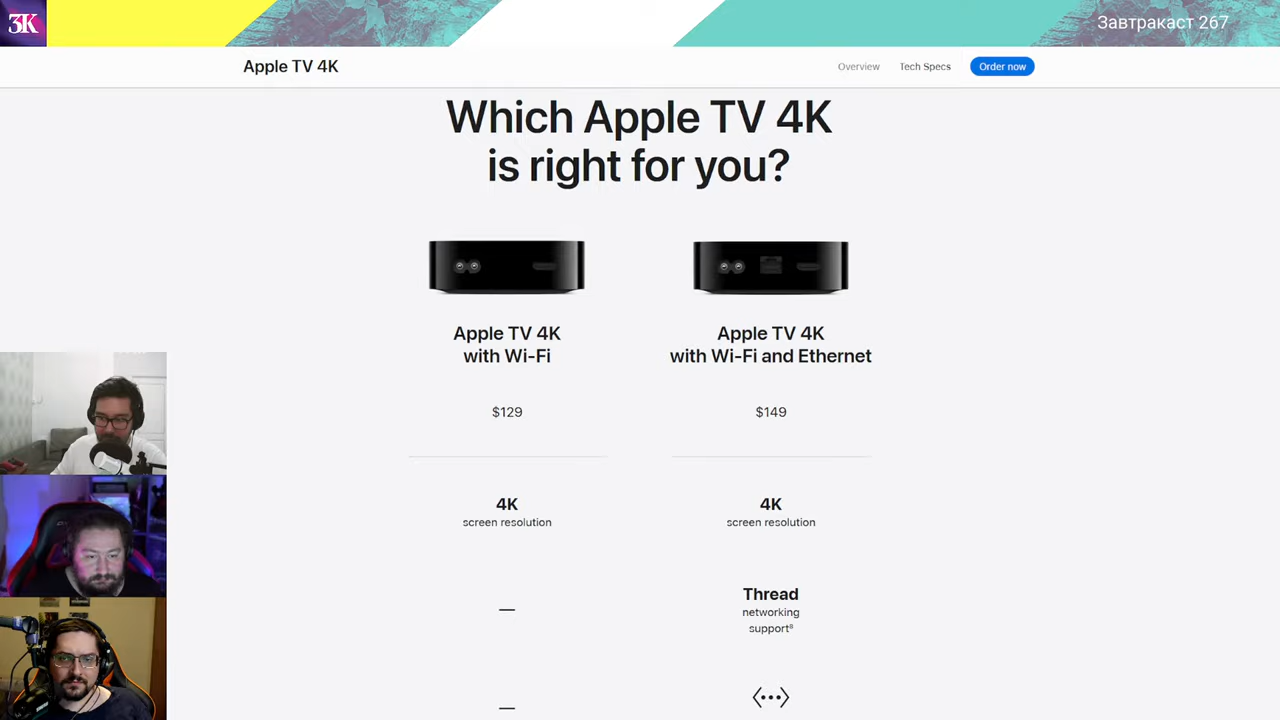 3K
Завтракаст 267
Apple TV 4K
Overview
Tech Specs
Order now
Which Apple TV 4K
is right for you?
Apple TV 4K
with Wi-Fi
$129
4K
screen resolution
—
—
Apple TV 4K
with Wi-Fi and Ethernet
$149
4K
screen resolution
Thread
networking
support⁸